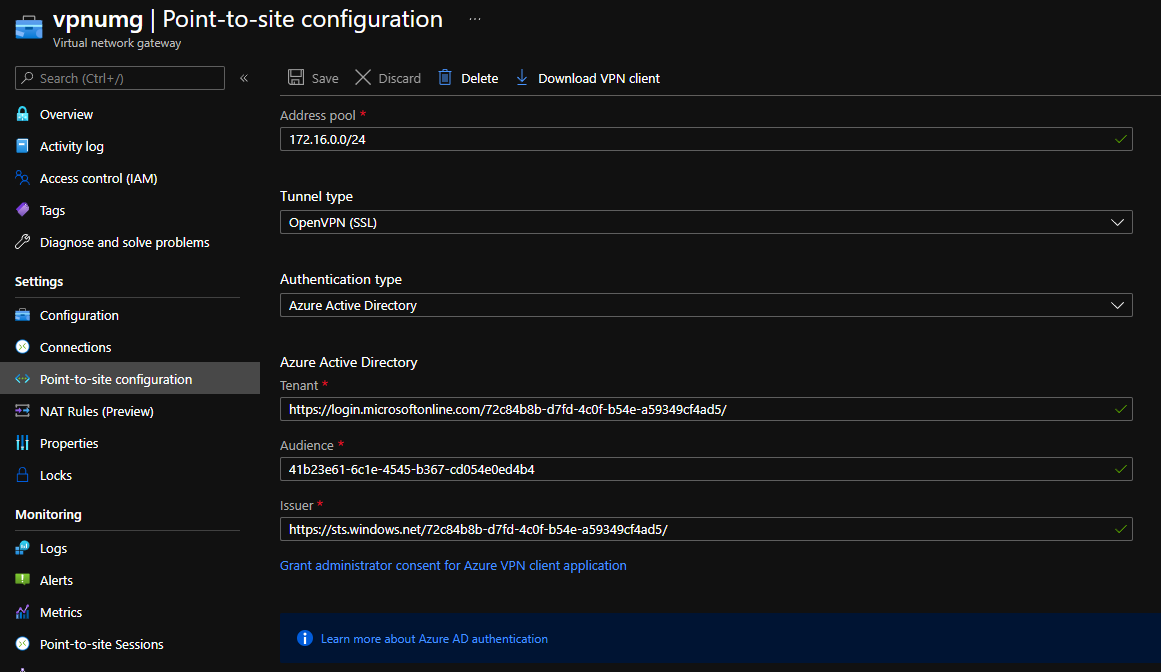 vpnumg | Point-to-site configuration ...
Virtual network gateway
Search (Ctrl+/)
«
Save
Discard
Delete
Download VPN client
Overview
Activity log
Access control (IAM)
Tags
Diagnose and solve problems
Settings
Configuration
Connections
Point-to-site configuration
NAT Rules (Preview)
Properties
Locks
Monitoring
Logs
Alerts
Metrics
Point-to-site Sessions
Address pool *
172.16.0.0/24
Tunnel type
OpenVPN (SSL)
Authentication type
Azure Active Directory
Azure Active Directory
Tenant *
https://login.microsoftonline.com/72c84b8b-d7fd-4c0f-b54e-a59349cf4ad5/
Audience *
41b23e61-6c1e-4545-b367-cd054e0ed4b4
Issuer *
https://sts.windows.net/72c84b8b-d7fd-4c0f-b54e-a59349cf4ad5/
Grant administrator consent for Azure VPN client application
Learn more about Azure AD authentication